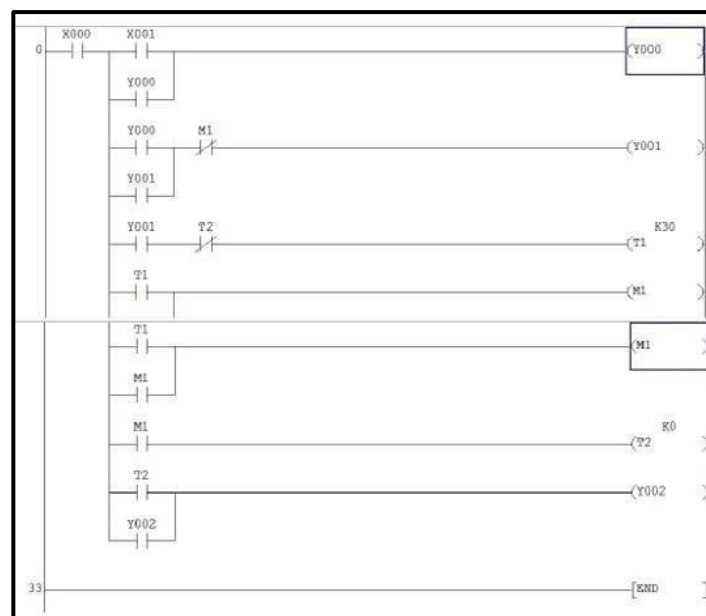 X000 X001
0 (Y000 )
Y000
Y000 M1
(Y001 )
Y001
Y001 T2 K30
(T1 )
T1
(M1 )
T1
(M1 )
M1
M1 K0
(T2 )
T2
(Y002 )
Y002
33 [END ]